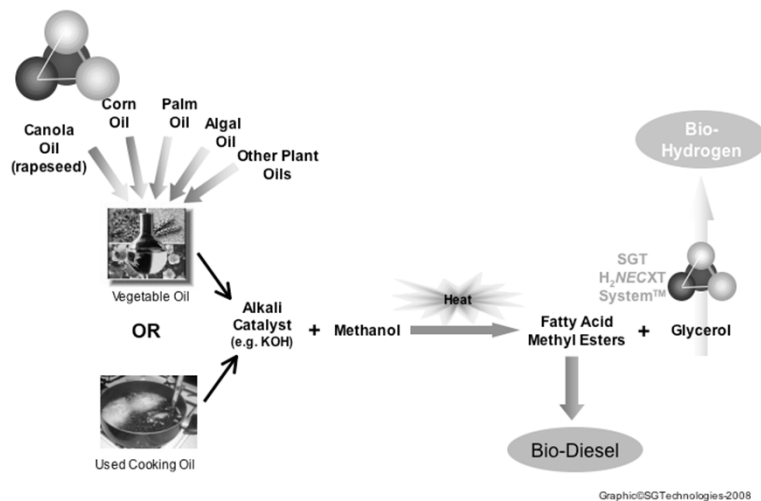 Corn
Oil
Palm
Oil
Algal
Oil
Canola
Oil
(rapeseed)
Other Plant
Oils
Bio-
Hydrogen
Vegetable Oil
OR
Used Cooking Oil
Alkali
Catalyst
(e.g. KOH)
+
Methanol
Heat
Fatty Acid
Methyl Esters
+
Glycerol
SGT
H₂NECXT
System™
Bio-Diesel
Graphic©SGTechnologies-2008